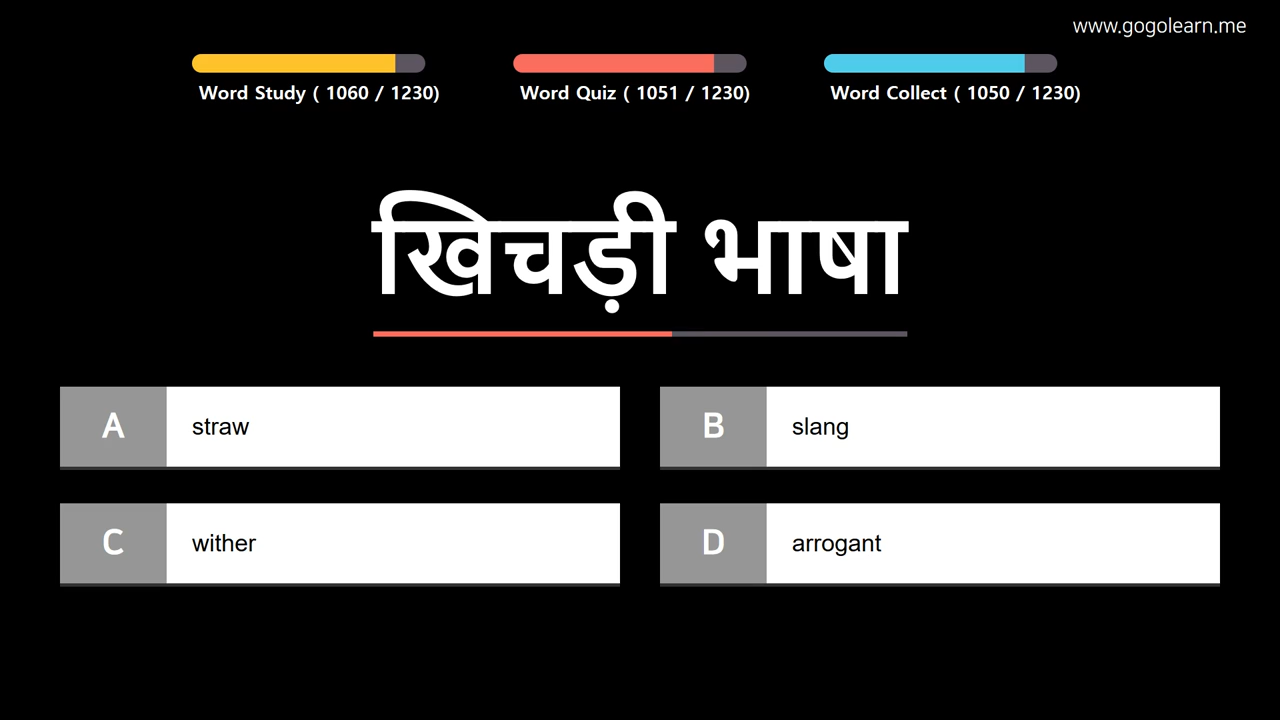 www.gogolearn.me
Word Study ( 1060 / 1230)
Word Quiz ( 1051 / 1230)
Word Collect ( 1050 / 1230)
खिचड़ी भाषा
A straw
B slang
C wither
D arrogant